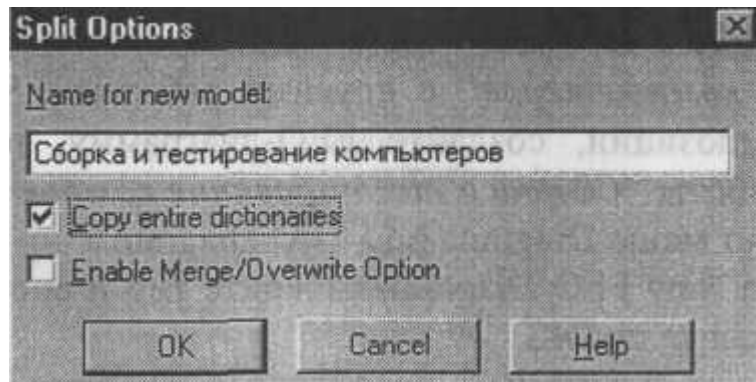 Split Options
Name for new model:
Сборка и тестирование компьютеров
Copy entire dictionaries
Enable Merge/Overwrite Option
OK
Cancel
Help